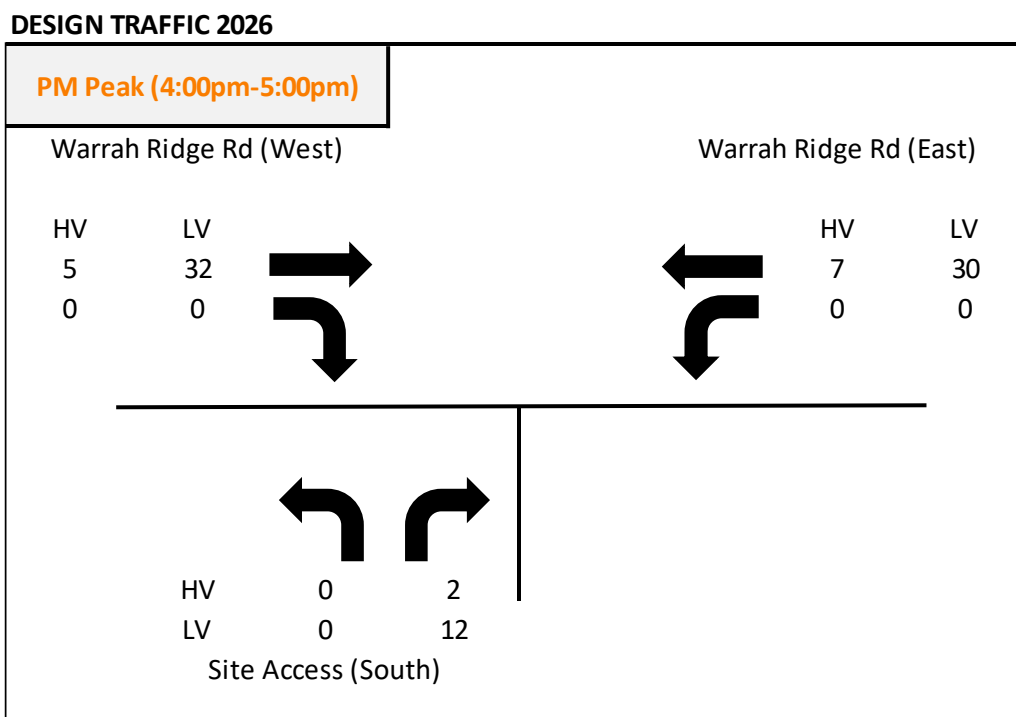 DESIGN TRAFFIC 2026
PM Peak (4:00pm-5:00pm)
Warrah Ridge Rd (West) Warrah Ridge Rd (East)
HV LV HV LV
5 32 7 30
0 0 0 0
HV 0 2
LV 0 12
Site Access (South)